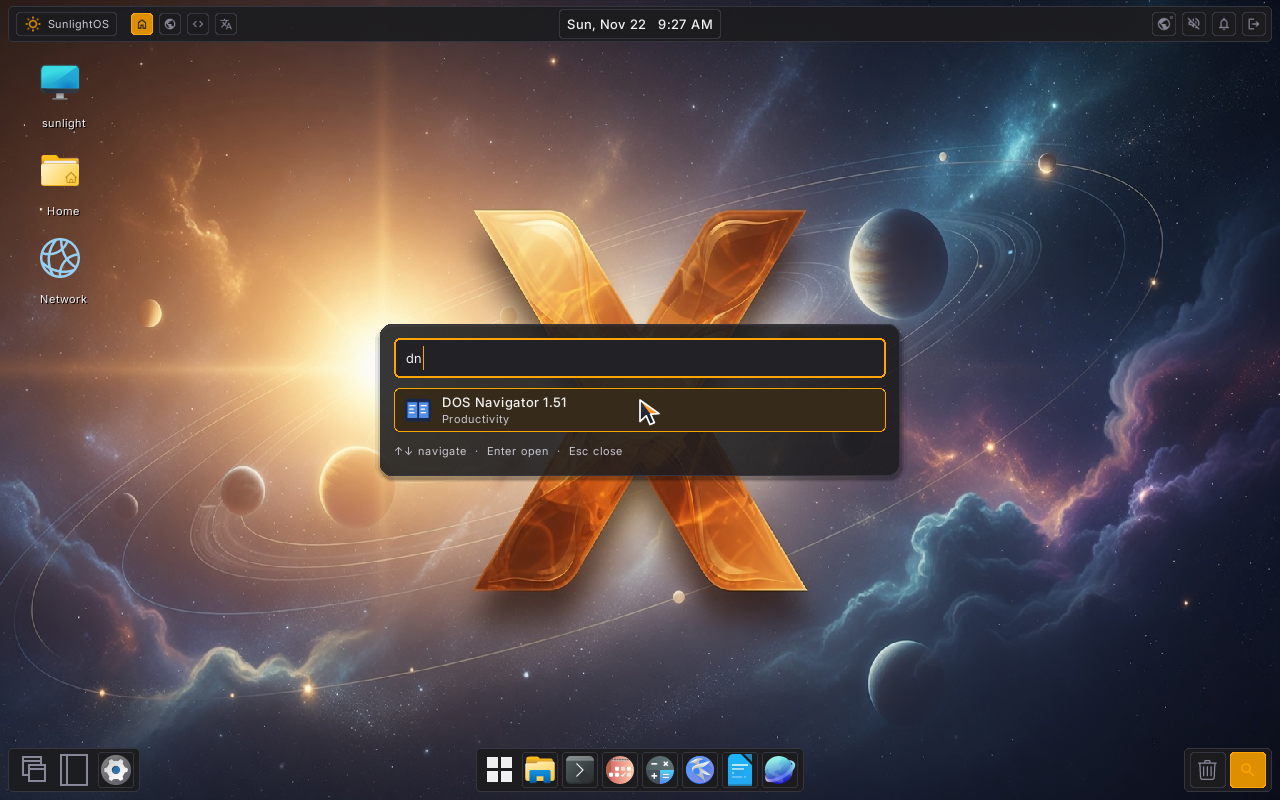 SunlightOS
Sun, Nov 22 9:27 AM
sunlight
Home
Network
dn
DOS Navigator 1.51
Productivity
↑↓ navigate · Enter open · Esc close